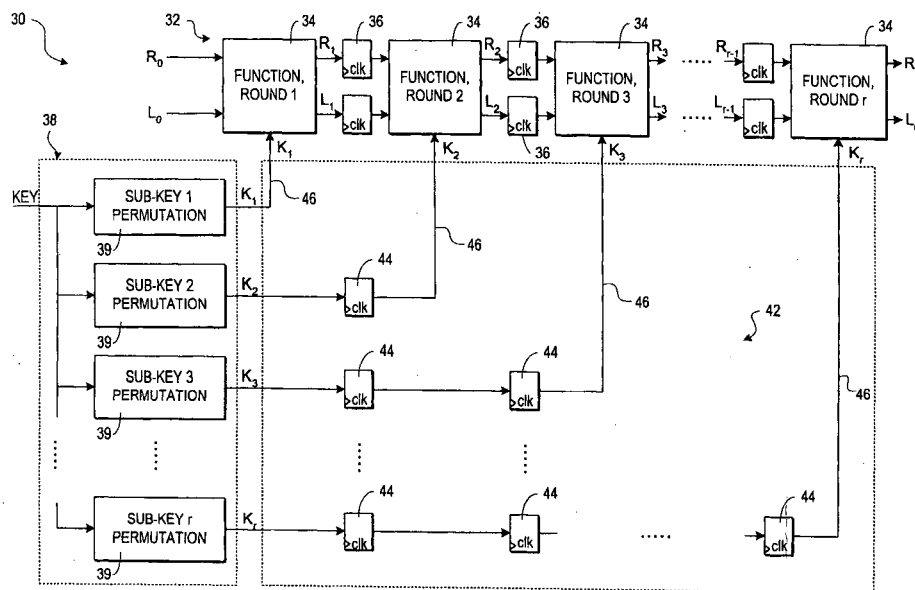 30
32
34
36
34
36
34
34
R₀
R₁
R₂
R₃
Rᵣ₋₁
R
clk
clk
clk
FUNCTION,
ROUND 1
FUNCTION,
ROUND 2
FUNCTION,
ROUND 3
FUNCTION,
ROUND r
L₀
L₁
L₂
L₃
Lᵣ₋₁
L
clk
clk
clk
36
38
K₁
K₂
K₃
Kᵣ
KEY
SUB-KEY 1
PERMUTATION
39
K₁
46
SUB-KEY 2
PERMUTATION
39
K₂
44
clk
46
46
42
SUB-KEY 3
PERMUTATION
39
K₃
44
clk
44
clk
46
SUB-KEY r
PERMUTATION
39
Kᵣ
44
clk
44
clk
44
clk